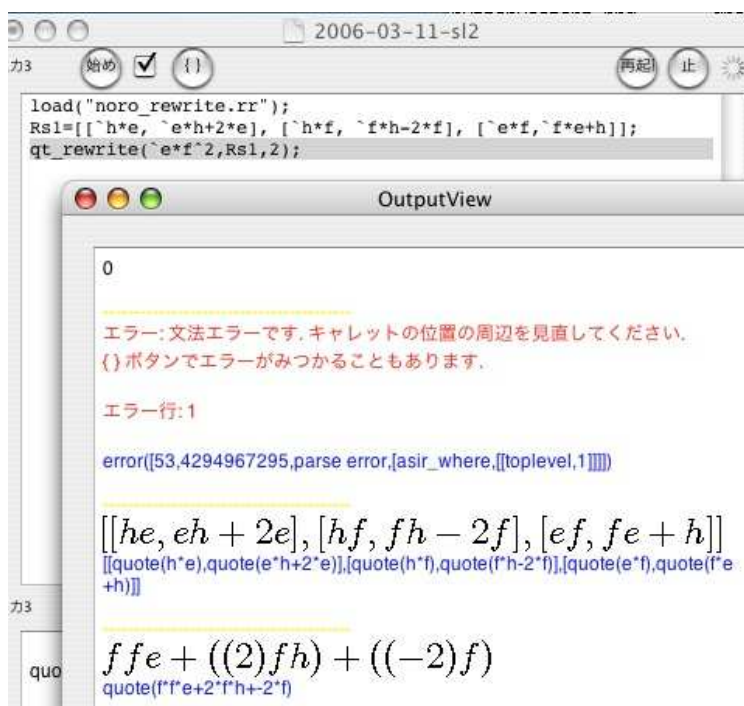 2006-03-11-sl2
カ3
始め
{ }
再起
止
load("noro_rewrite.rr");
Rs1=[[`h*e, `e*h+2*e], [`h*f, `f*h-2*f], [`e*f,`f*e+h]];
qt_rewrite(`e*f^2,Rs1,2);
OutputView
0
エラー: 文法エラーです. キャレットの位置の周辺を見直してください.
{ } ボタンでエラーがみつかることもあります.
エラー行: 1
error([53,4294967295,parse error,[asir_where,[[toplevel,1]]]])
[[he, eh + 2e], [hf, fh − 2f], [ef, fe + h]]
[[quote(h*e),quote(e*h+2*e)],[quote(h*f),quote(f*h-2*f)],[quote(e*f),quote(f*e
+h)]]
カ3
ffe + ((2)fh) + ((−2)f)
quo
quote(f*f*e+2*f*h+-2*f)